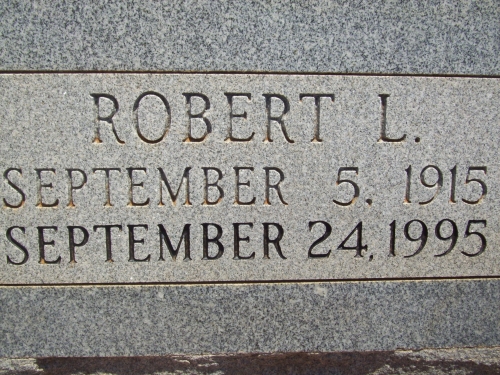 ROBERT L.
SEPTEMBER 5, 1915
SEPTEMBER 24, 1995